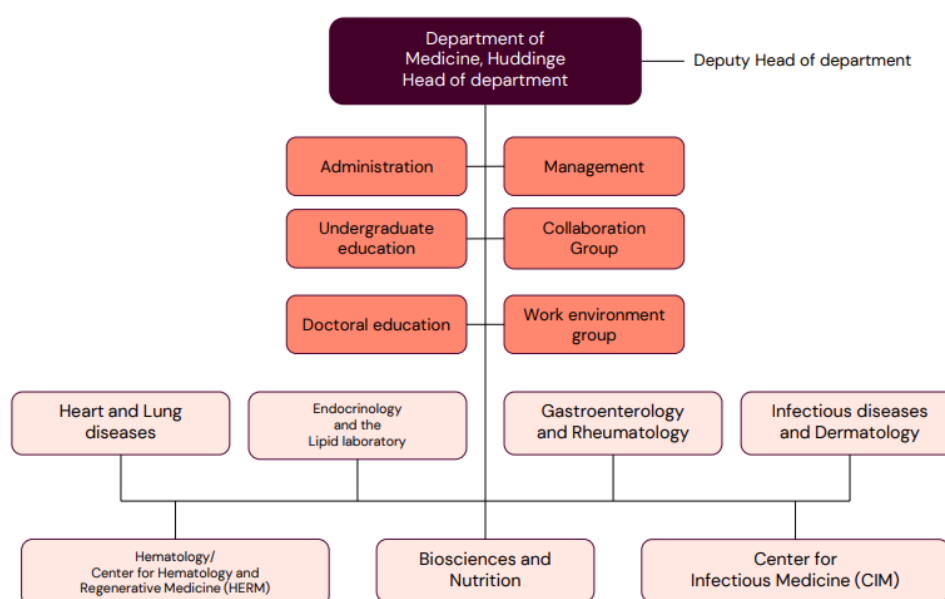 Department of
Medicine, Huddinge
Head of department
Deputy Head of department
Administration
Management
Undergraduate
education
Collaboration
Group
Doctoral education
Work environment
group
Heart and Lung
diseases
Endocrinology
and the
Lipid laboratory
Gastroenterology
and Rheumatology
Infectious diseases
and Dermatology
Hematology/
Center for Hematology and
Regenerative Medicine (HERM)
Biosciences and
Nutrition
Center for
Infectious Medicine (CIM)